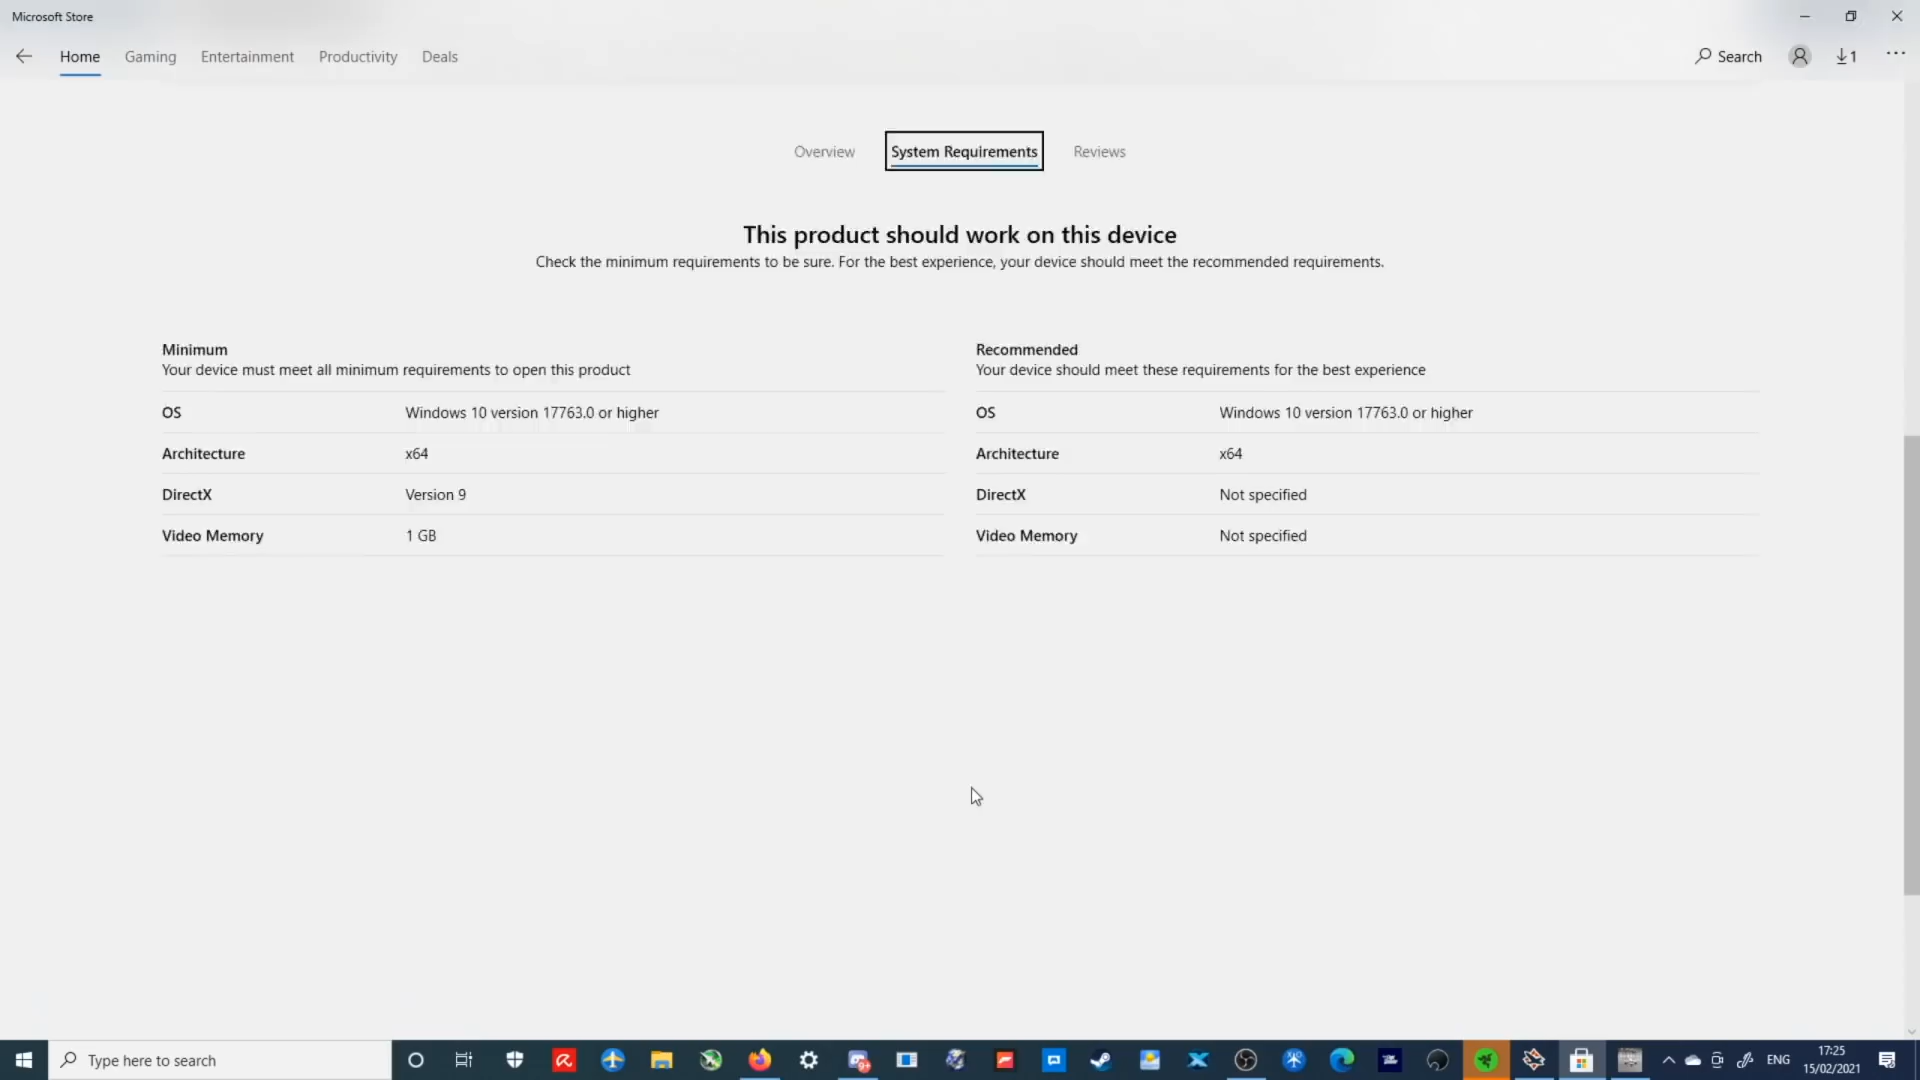 Microsoft Store
Home Gaming Entertainment Productivity Deals Search 1
Overview System Requirements Reviews
This product should work on this device
Check the minimum requirements to be sure. For the best experience, your device should meet the recommended requirements.
Minimum
Your device must meet all minimum requirements to open this product
OS Windows 10 version 17763.0 or higher
Architecture x64
DirectX Version 9
Video Memory 1 GB
Recommended
Your device should meet these requirements for the best experience
OS Windows 10 version 17763.0 or higher
Architecture x64
DirectX Not specified
Video Memory Not specified
Type here to search
9+
ENG
17:25
15/02/2021